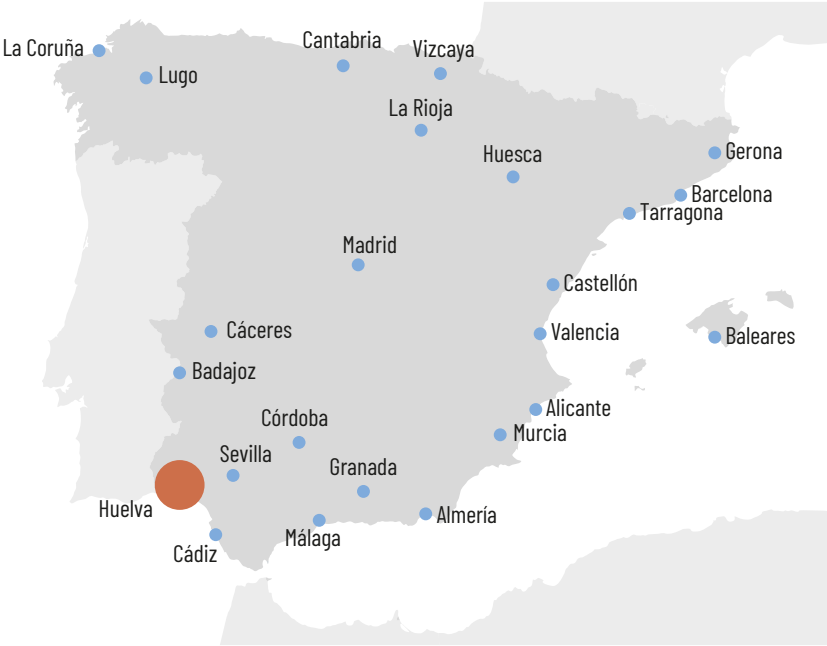 La Coruña
Cantabria
Vizcaya
Lugo
La Rioja
Huesca
Gerona
Barcelona
Tarragona
Madrid
Castellón
Cáceres
Valencia
Baleares
Badajoz
Alicante
Córdoba
Murcia
Sevilla
Granada
Huelva
Almería
Málaga
Cádiz